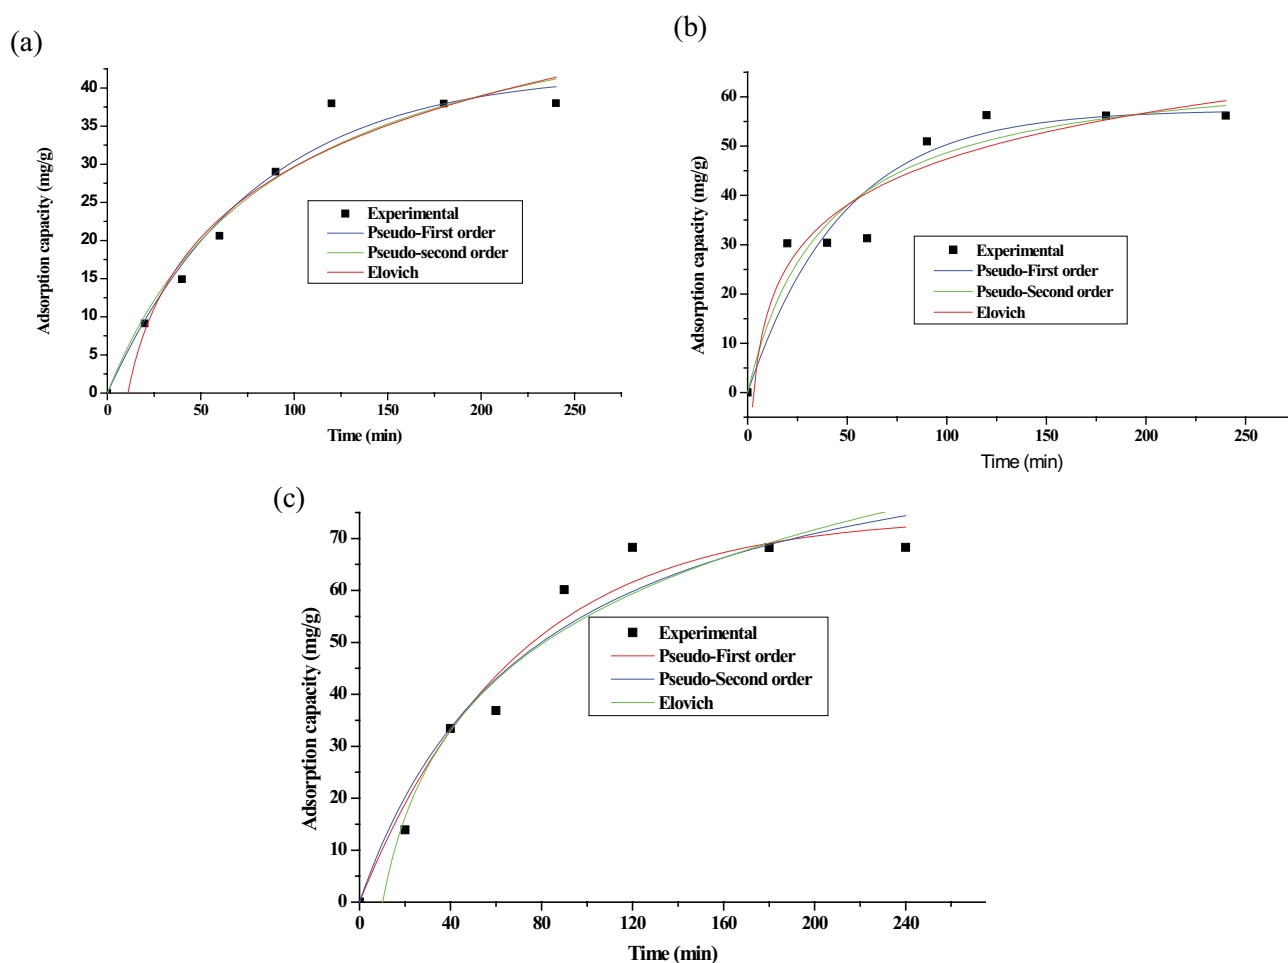 (a)
Adsorption capacity (mg/g)
40
35
30
25
20
15
10
5
0
0 50 100 150 200 250
Time (min)
Experimental
Pseudo-First order
Pseudo-second order
Elovich
(b)
Adsorption capacity (mg/g)
60
50
40
30
20
10
0
0 50 100 150 200 250
Time (min)
Experimental
Pseudo-First order
Pseudo-Second order
Elovich
(c)
Adsorption capacity (mg/g)
70
60
50
40
30
20
10
0
0 40 80 120 160 200 240
Time (min)
Experimental
Pseudo-First order
Pseudo-Second order
Elovich